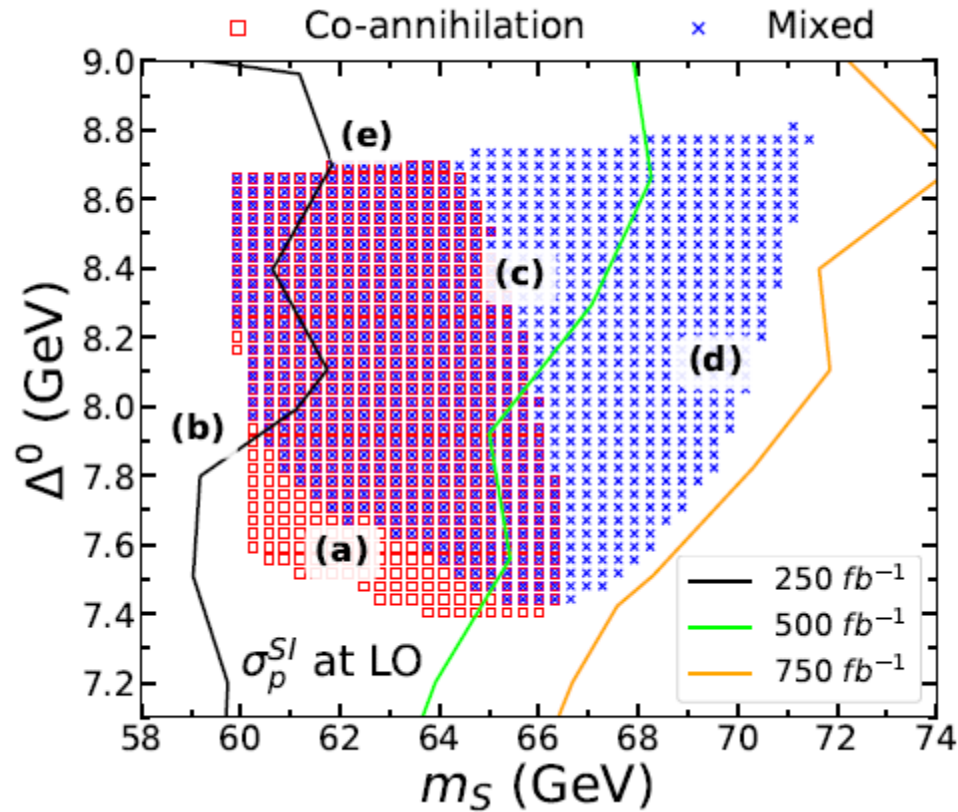 Co-annihilation Mixed
9.0
8.8
8.6
8.4
8.2
8.0
7.8
7.6
7.4
7.2
Δ⁰ (GeV)
(e)
(c)
(d)
(b)
(a)
σₚˢᴵ at LO
250 fb⁻¹
500 fb⁻¹
750 fb⁻¹
58 60 62 64 66 68 70 72 74
m_S (GeV)